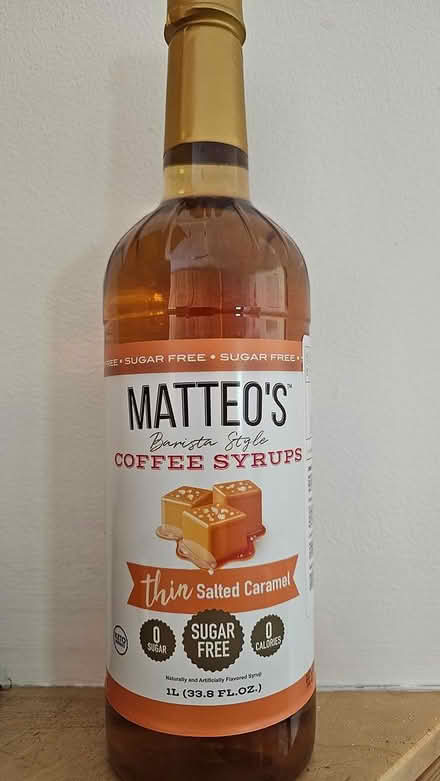 SUGAR FREE • SUGAR FREE •
MATTEO'S™
Barista Style
COFFEE SYRUPS
thin Salted Caramel
0 SUGAR
SUGAR FREE
0 CALORIES
Naturally and Artificially Flavored Syrup
1L (33.8 FL.OZ.)